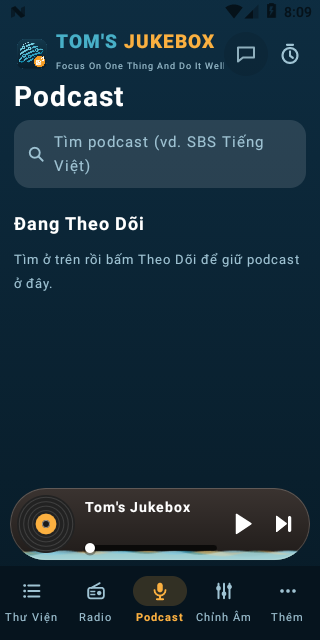 8:09
TOM'S JUKEBOX
Focus On One Thing And Do It Well
Podcast
Tìm podcast (vd. SBS Tiếng
Việt)
Đang Theo Dõi
Tìm ở trên rồi bấm Theo Dõi để giữ podcast
ở đây.
Tom's Jukebox
Thư Viện
Radio
Podcast
Chỉnh Âm
Thêm